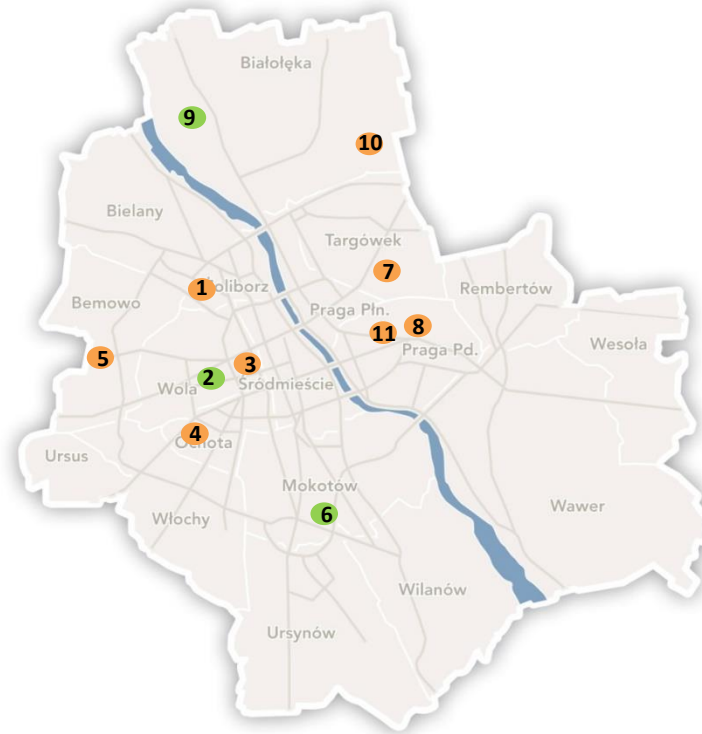 Białołęka
9
10
Bielany
Targówek
7
1
oliborz
Rembertów
Bemowo
Praga Płn.
8
11
Wesoła
5
3
Praga Pd.
2
Wola
Śródmieście
4
Ochota
Ursus
Mokotów
6
Wawer
Włochy
Wilanów
Ursynów